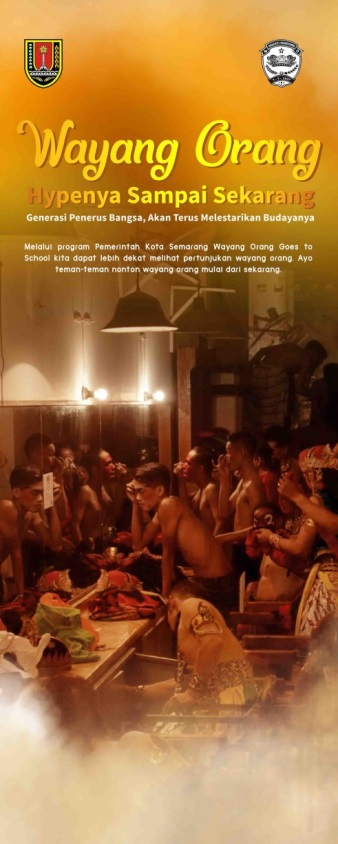 Wayang Orang
Hypenya Sampai Sekarang
Generasi Penerus Bangsa, Akan Terus Melestarikan Budayanya
Melalui program Pemerintah Kota Semarang Wayang Orang Goes to
School kita dapat lebih dekat melihat pertunjukan wayang orang. Ayo
teman-teman nonton wayang orang mulai dari sekarang.